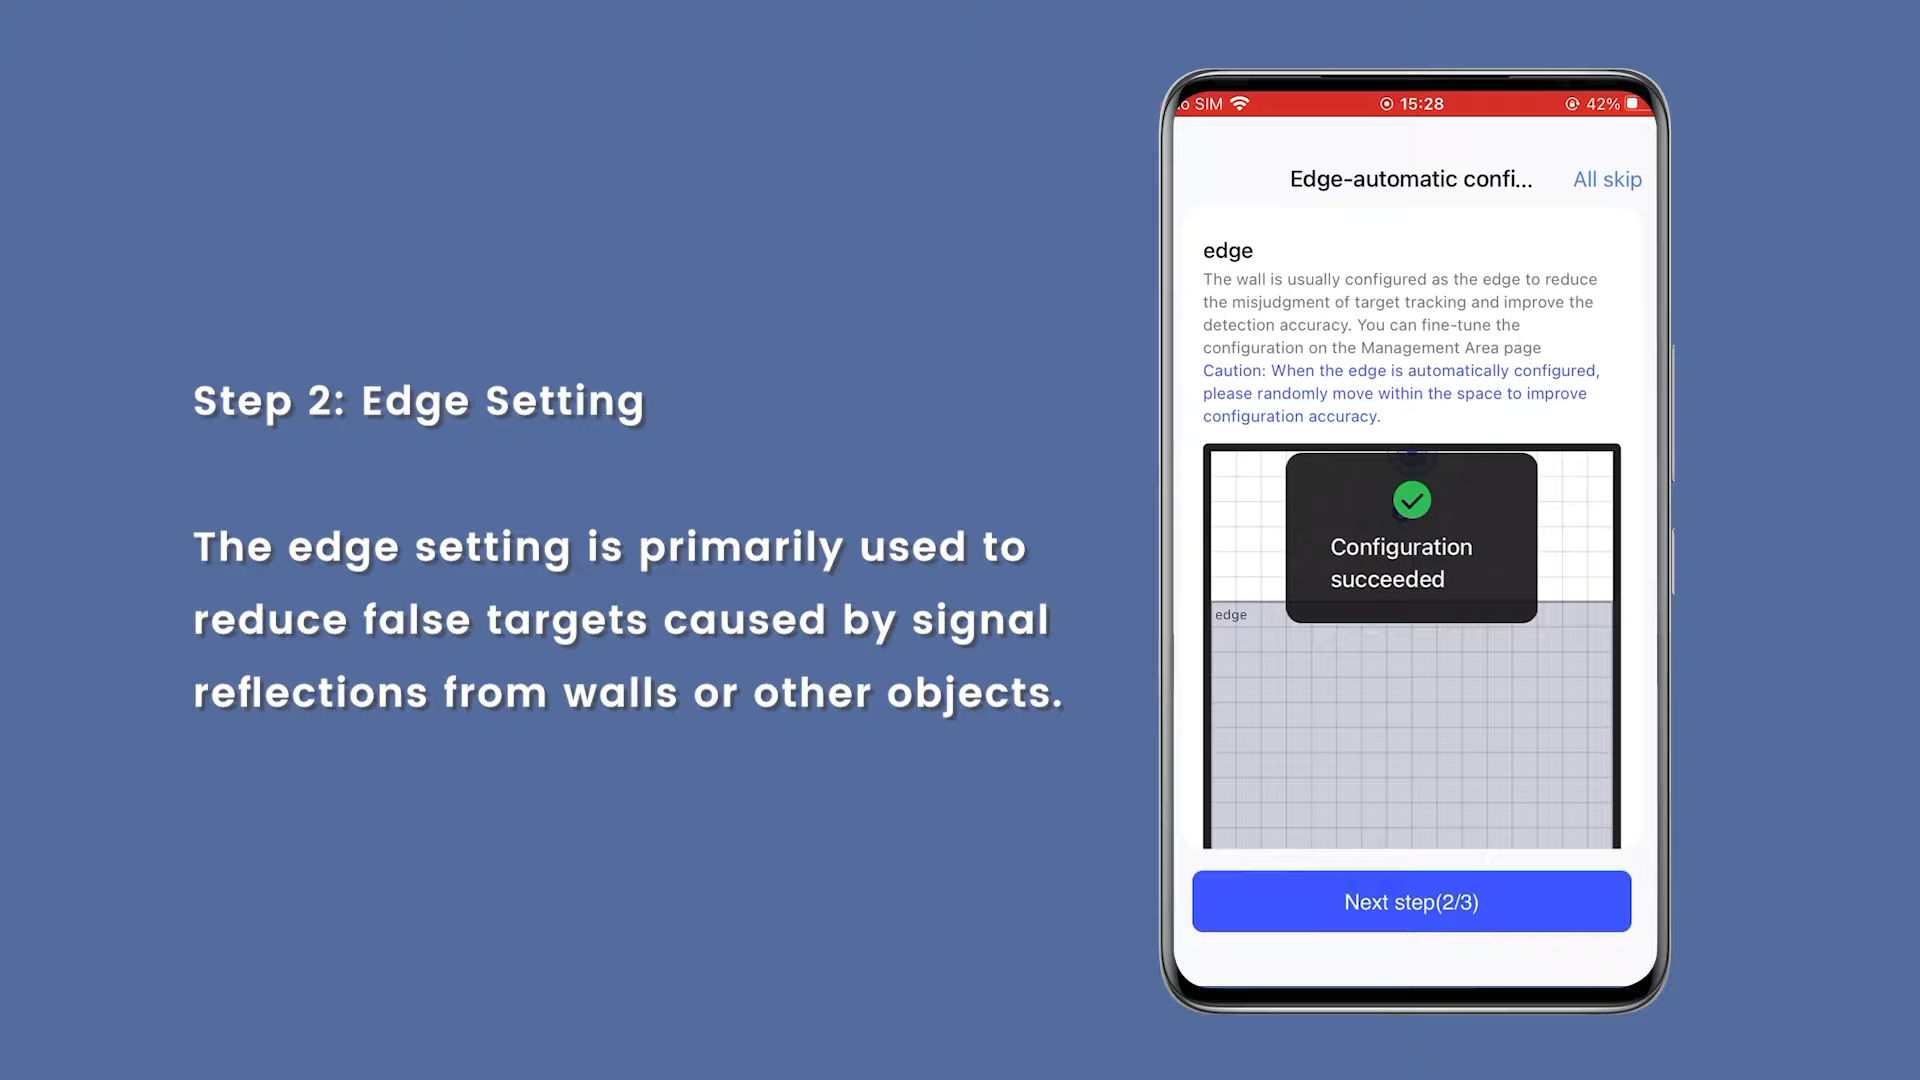 Step 2: Edge Setting
The edge setting is primarily used to
reduce false targets caused by signal
reflections from walls or other objects.
SIM 15:28 42%
Edge-automatic confi... All skip
edge
The wall is usually configured as the edge to reduce
the misjudgment of target tracking and improve the
detection accuracy. You can fine-tune the
configuration on the Management Area page
Caution: When the edge is automatically configured,
please randomly move within the space to improve
configuration accuracy.
Configuration
succeeded
edge
Next step(2/3)